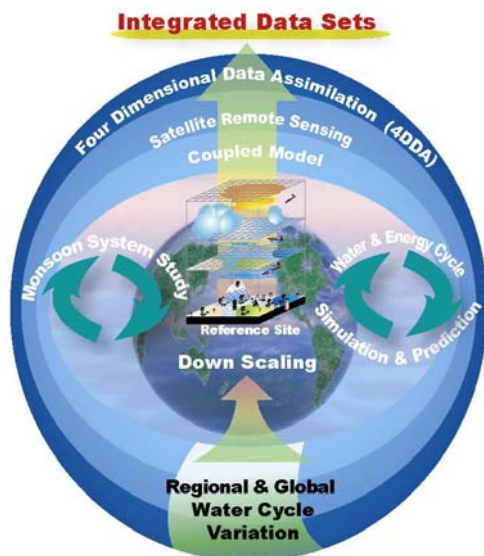 Integrated Data Sets
Four Dimensional Data Assimilation (4DDA)
Satellite Remote Sensing
Coupled Model
Monsoon System Study
Water & Energy Cycle
Simulation & Prediction
Reference Site
Down Scaling
Regional & Global
Water Cycle
Variation